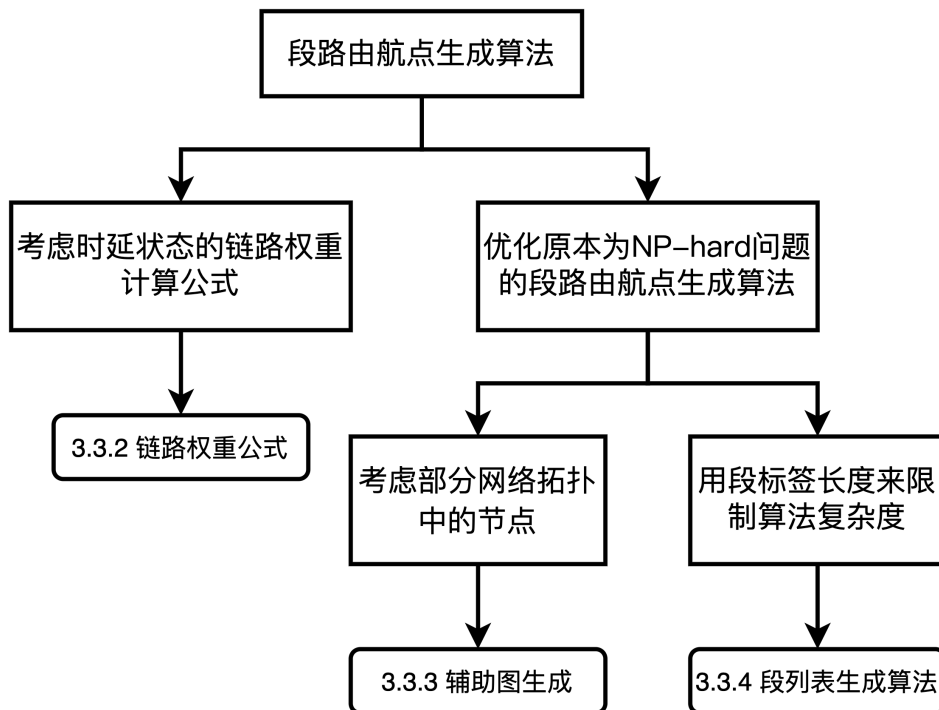 段路由航点生成算法
考虑时延状态的链路权重
计算公式
优化原本为NP-hard问题
的段路由航点生成算法
3.3.2 链路权重公式
考虑部分网络拓扑
中的节点
用段标签长度来限
制算法复杂度
3.3.3 辅助图生成
3.3.4 段列表生成算法